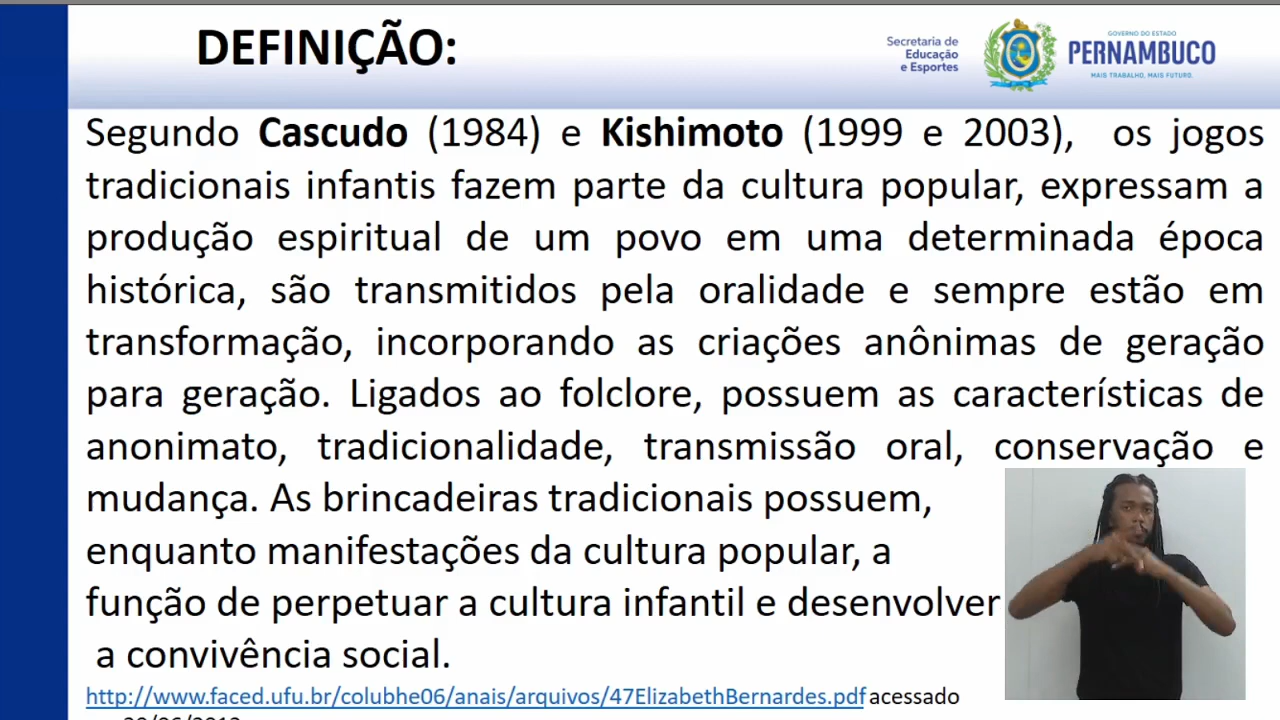 DEFINIÇÃO:
Secretaria de
Educação
e Esportes
GOVERNO DO ESTADO
PERNAMBUCO
MAIS TRABALHO, MAIS FUTURO.
Segundo Cascudo (1984) e Kishimoto (1999 e 2003), os jogos
tradicionais infantis fazem parte da cultura popular, expressam a
produção espiritual de um povo em uma determinada época
histórica, são transmitidos pela oralidade e sempre estão em
transformação, incorporando as criações anônimas de geração
para geração. Ligados ao folclore, possuem as características de
anonimato, tradicionalidade, transmissão oral, conservação e
mudança. As brincadeiras tradicionais possuem,
enquanto manifestações da cultura popular, a
função de perpetuar a cultura infantil e desenvolver
a convivência social.
http://www.faced.ufu.br/colubhe06/anais/arquivos/47ElizabethBernardes.pdf acessado